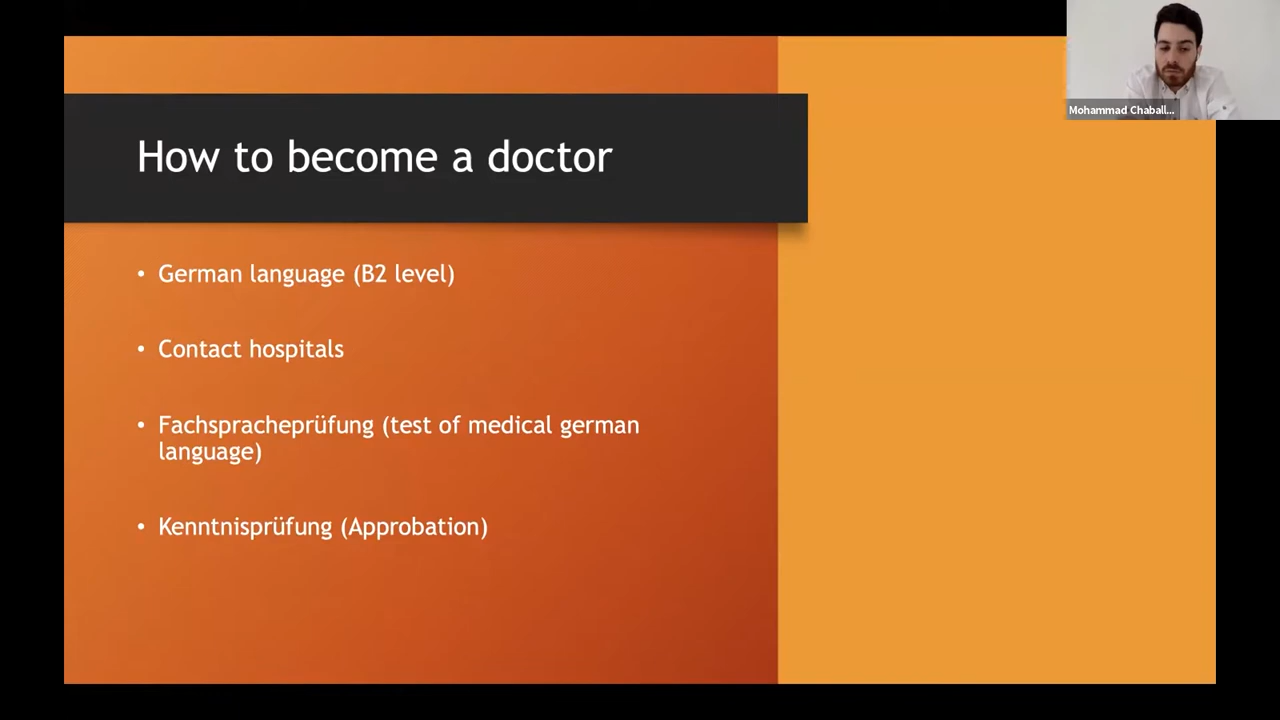 How to become a doctor
• German language (B2 level)
• Contact hospitals
• Fachspracheprüfung (test of medical german
language)
• Kenntnisprüfung (Approbation)
Mohammad Chaball...